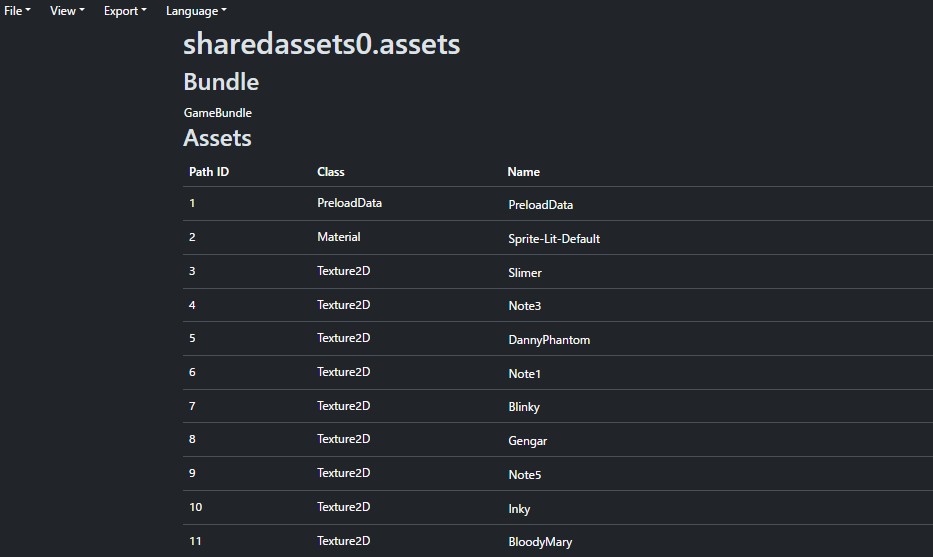 File View Export Language
sharedassets0.assets
Bundle
GameBundle
Assets
Path ID Class Name
1 PreloadData PreloadData
2 Material Sprite-Lit-Default
3 Texture2D Slimer
4 Texture2D Note3
5 Texture2D DannyPhantom
6 Texture2D Note1
7 Texture2D Blinky
8 Texture2D Gengar
9 Texture2D Note5
10 Texture2D Inky
11 Texture2D BloodyMary